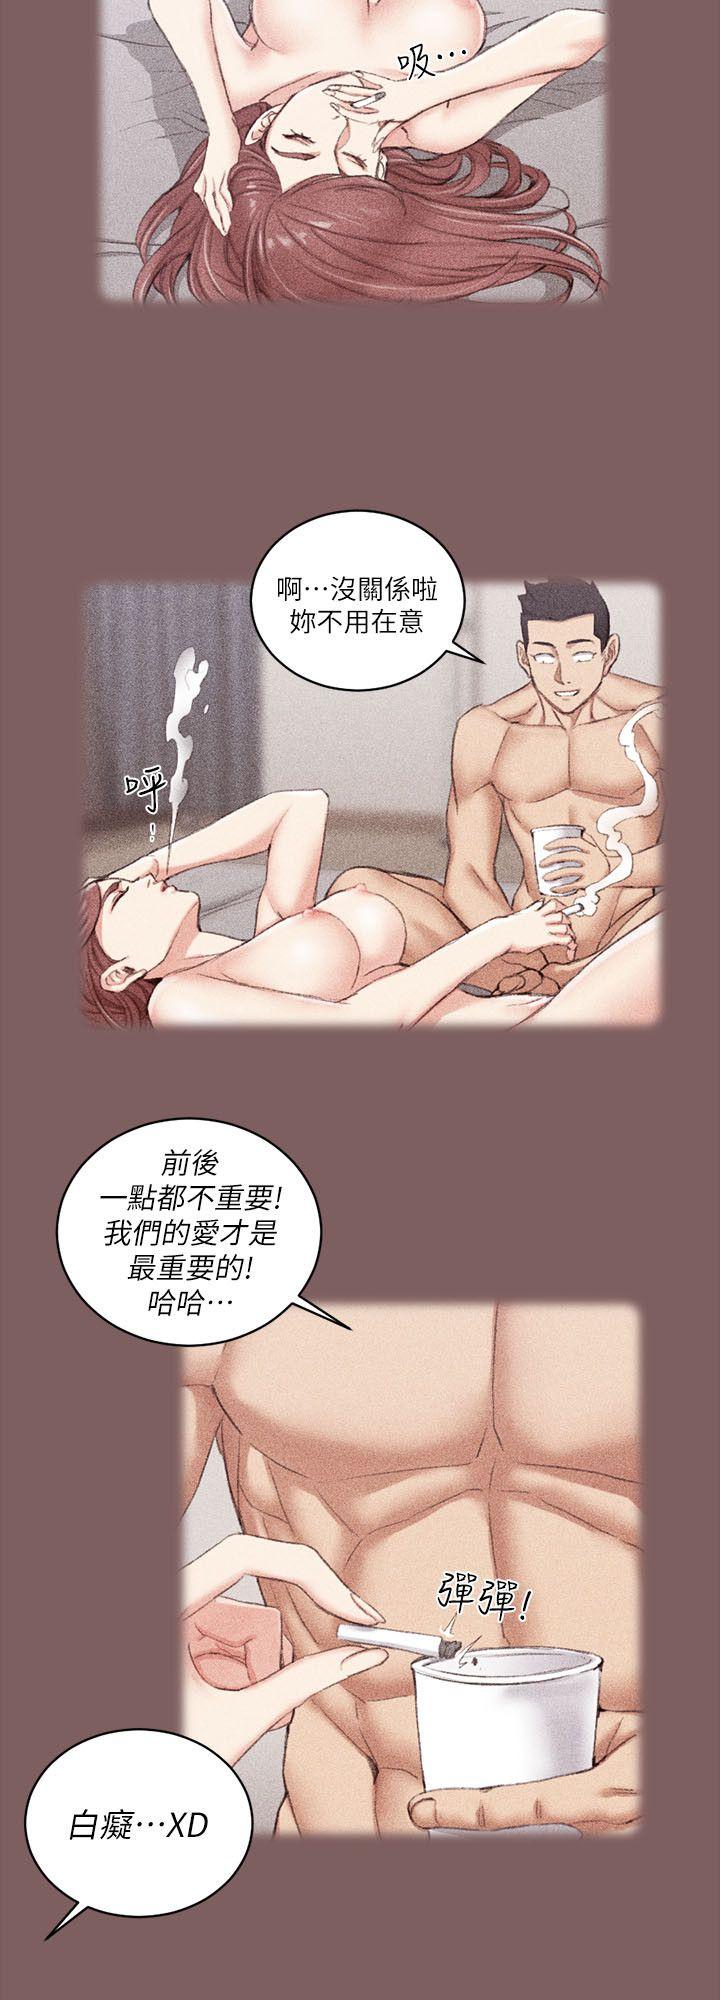 吸⋯
啊⋯沒關係啦
妳不用在意
呼
前後
一點都不重要!
我們的愛才是
最重要的!
哈哈⋯
彈彈!
白癡⋯XD